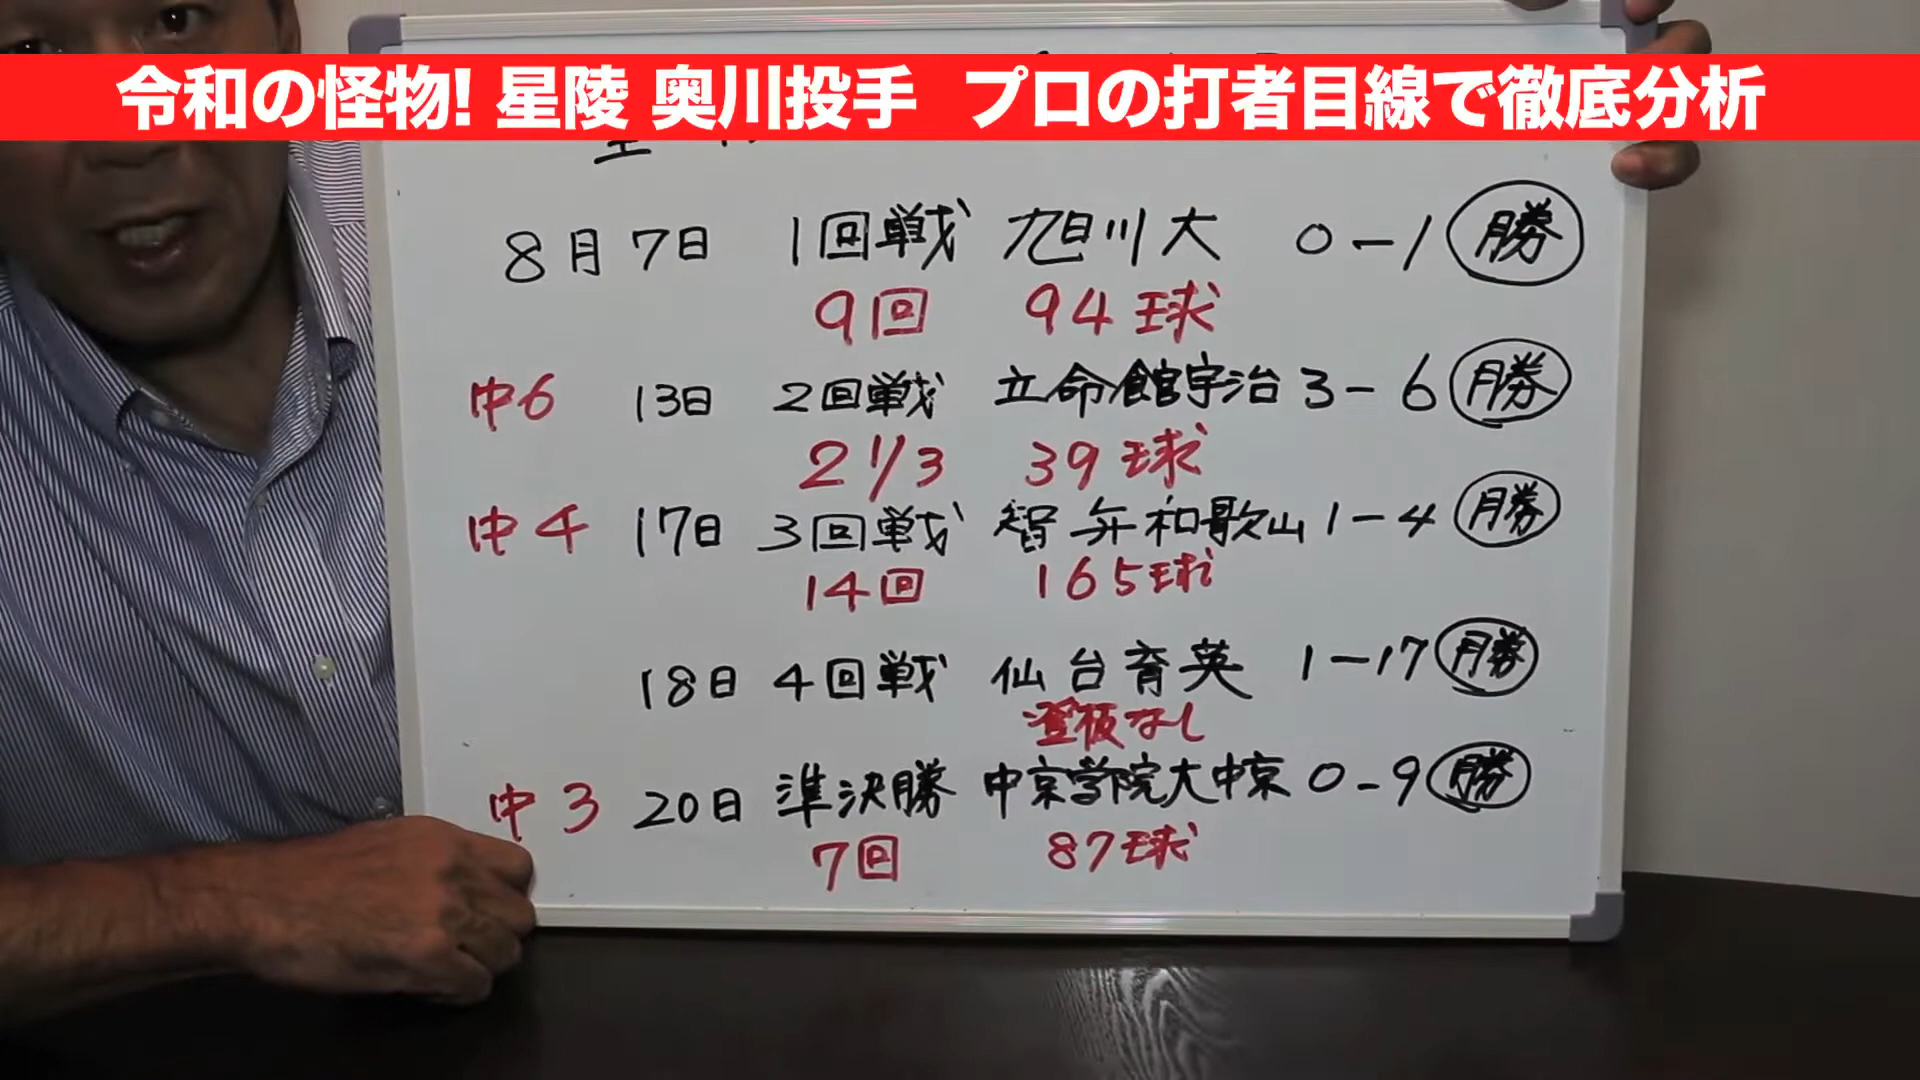 令和の怪物! 星陵 奥川投手 プロの打者目線で徹底分析
8月7日 1回戦 旭川大 0-1 勝
9回 94球
中6 13日 2回戦 立命館宇治 3-6 勝
2 1/3 39球
中4 17日 3回戦 智弁和歌山 1-4 勝
14回 165球
18日 4回戦 仙台育英 1-17 勝
登板なし
中3 20日 準決勝 中京学院大中京 0-9 勝
7回 87球